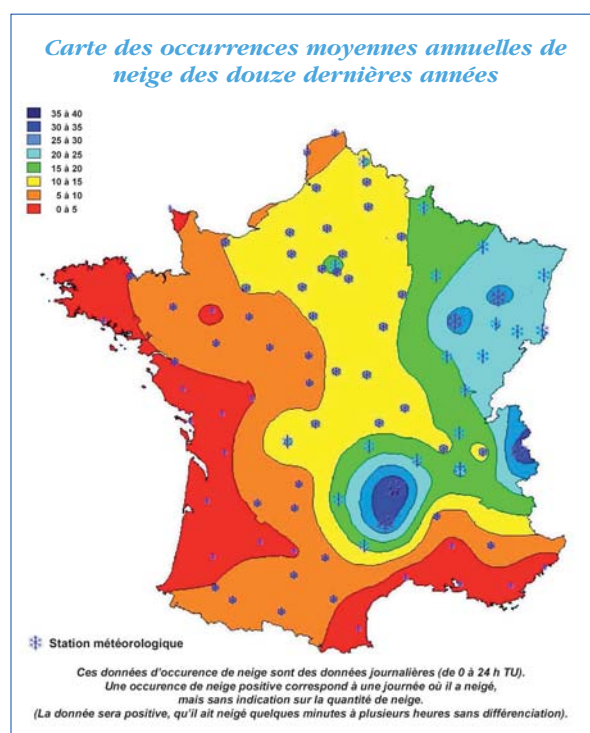 Carte des occurrences moyennes annuelles de
neige des douze dernières années
35 à 40
30 à 35
25 à 30
20 à 25
15 à 20
10 à 15
5 à 10
0 à 5
Station météorologique
Ces données d'occurence de neige sont des données journalières (de 0 à 24 h TU).
Une occurence de neige positive correspond à une journée où il a neigé,
mais sans indication sur la quantité de neige.
(La donnée sera positive, qu'il ait neigé quelques minutes à plusieurs heures sans différenciation).